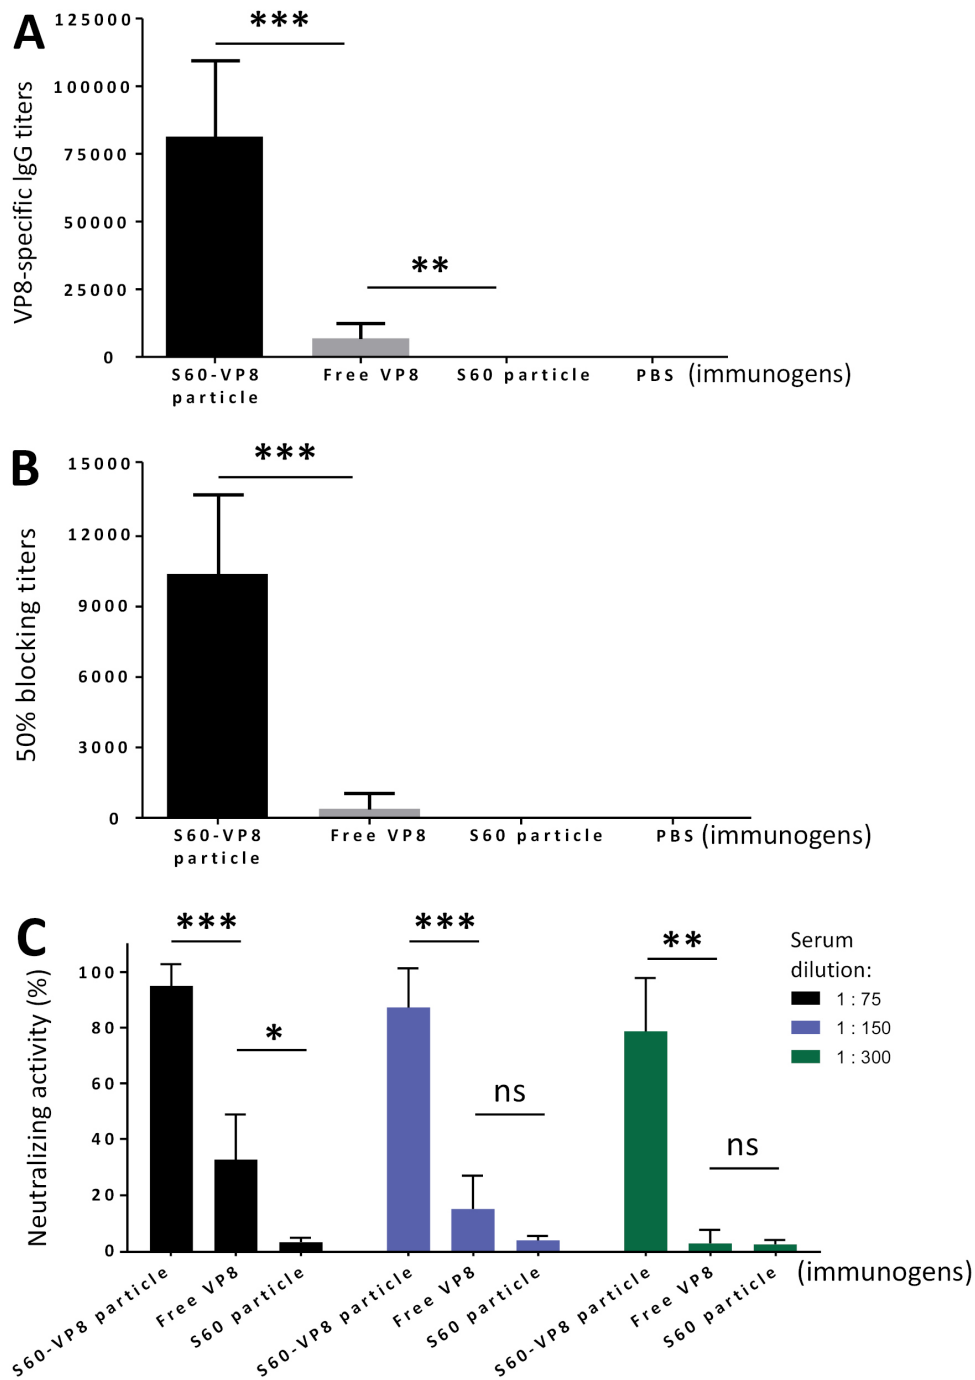 A
***
125000
100000
75000
50000
25000
0
VP8-specific IgG titers
**
S60-VP8 particle
Free VP8
S60 particle
PBS
(immunogens)
B
***
15000
12000
9000
6000
3000
0
50% blocking titers
S60-VP8 particle
Free VP8
S60 particle
PBS
(immunogens)
C
***
*
***
ns
**
ns
100
80
60
40
20
0
Neutralizing activity (%)
Serum
dilution:
1 : 75
1 : 150
1 : 300
S60-VP8 particle
Free VP8
S60 particle
S60-VP8 particle
Free VP8
S60 particle
S60-VP8 particle
Free VP8
S60 particle
(immunogens)